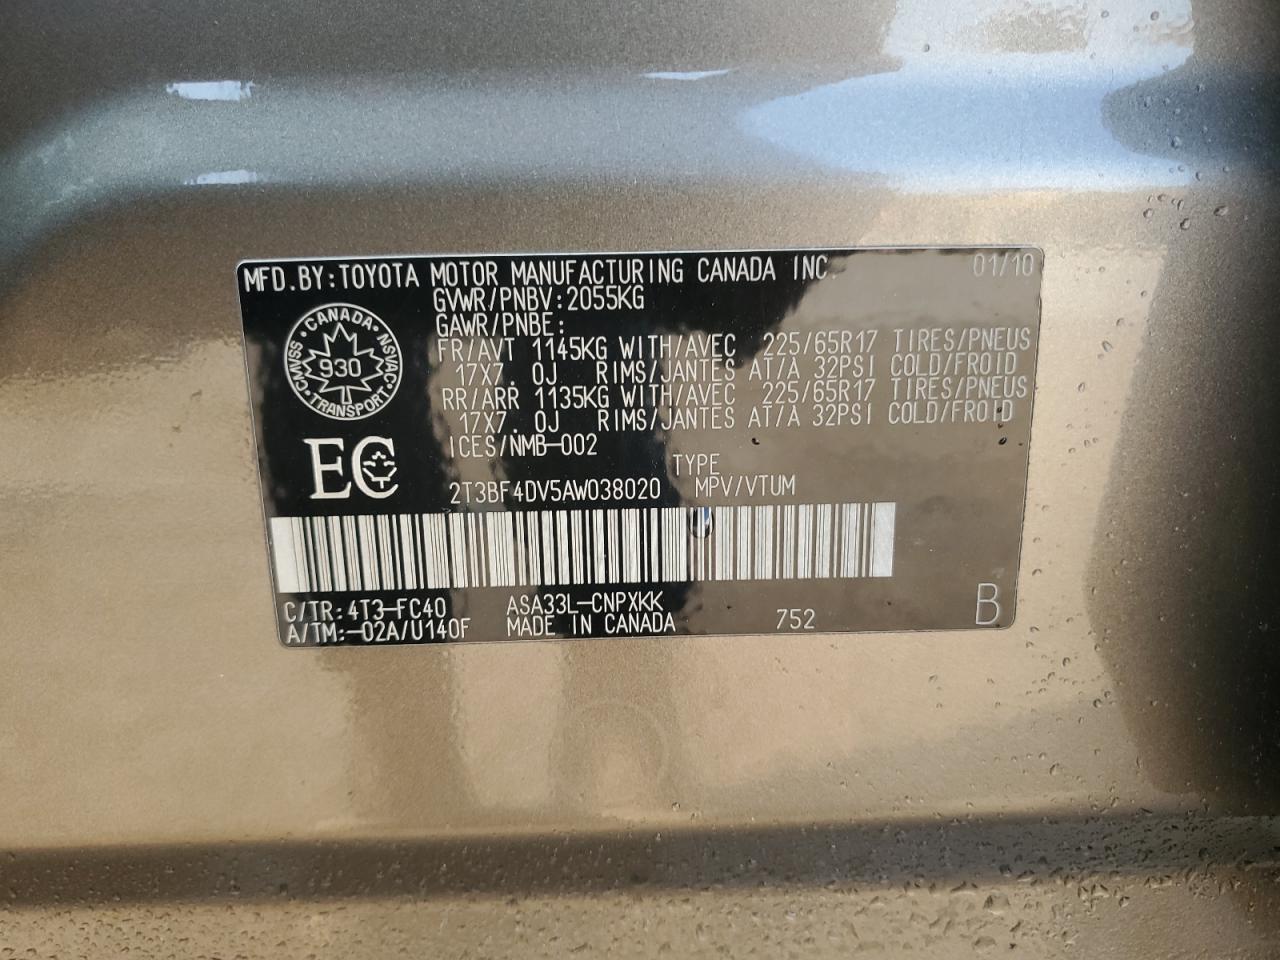 MFD.BY:TOYOTA MOTOR MANUFACTURING CANADA INC. 01/10
GVWR/PNBV:2055KG
GAWR/PNBE:
FR/AVT 1145KG WITH/AVEC 225/65R17 TIRES/PNEUS
17X7.0J RIMS/JANTES AT/À 32PSI COLD/FROID
RR/ARR 1135KG WITH/AVEC 225/65R17 TIRES/PNEUS
17X7.0J RIMS/JANTES AT/À 32PSI COLD/FROID
ICES/NMB-002
CANADA
CMVSS 930 NSVAC
TRANSPORT
EC
TYPE
2T3BF4DV5AW038020 MPV/VTUM
C/TR:4T3-FC40 ASA33L-CNPXKK
A/TM:-02A/U140F MADE IN CANADA 752 B